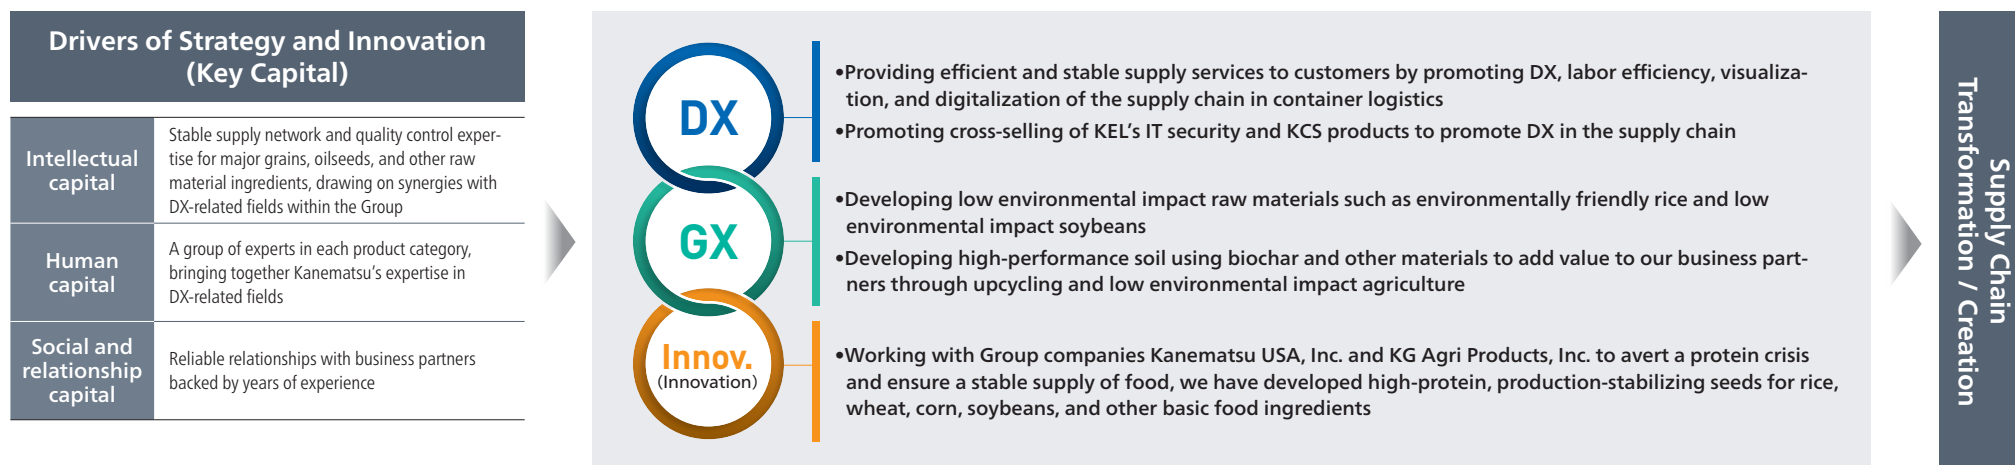 Drivers of Strategy and Innovation
(Key Capital)
Intellectual
capital
Stable supply network and quality control exper-
tise for major grains, oilseeds, and other raw
material ingredients, drawing on synergies with
DX-related fields within the Group
Human
capital
A group of experts in each product category,
bringing together Kanematsu's expertise in
DX-related fields
Social and
relationship
capital
Reliable relationships with business partners
backed by years of experience
DX
•Providing efficient and stable supply services to customers by promoting DX, labor efficiency, visualiza-
tion, and digitalization of the supply chain in container logistics
•Promoting cross-selling of KEL's IT security and KCS products to promote DX in the supply chain
GX
•Developing low environmental impact raw materials such as environmentally friendly rice and low
environmental impact soybeans
•Developing high-performance soil using biochar and other materials to add value to our business part-
ners through upcycling and low environmental impact agriculture
Innov.
(Innovation)
•Working with Group companies Kanematsu USA, Inc. and KG Agri Products, Inc. to avert a protein crisis
and ensure a stable supply of food, we have developed high-protein, production-stabilizing seeds for rice,
wheat, corn, soybeans, and other basic food ingredients
Supply Chain
Transformation / Creation